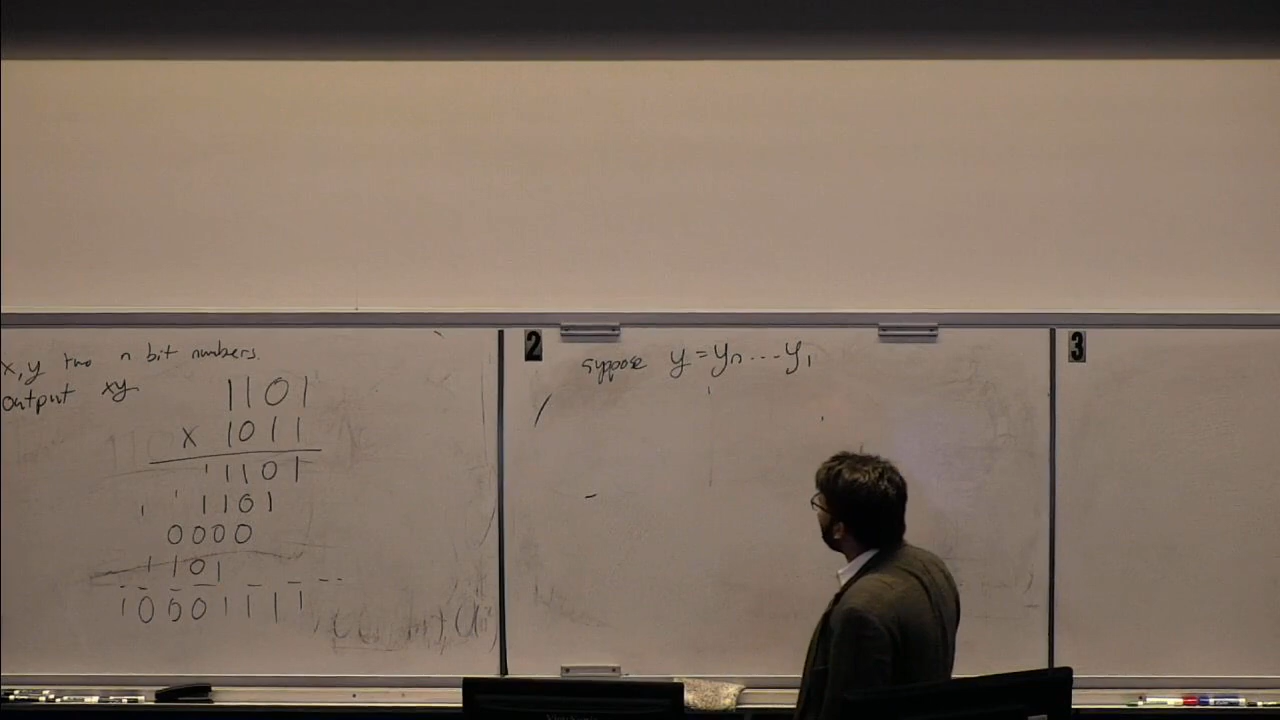 x, y two n bit numbers.
output xy
1101
x 1011
1101
1101
0000
1101
10001111
2
suppose y = yn ... y1
3